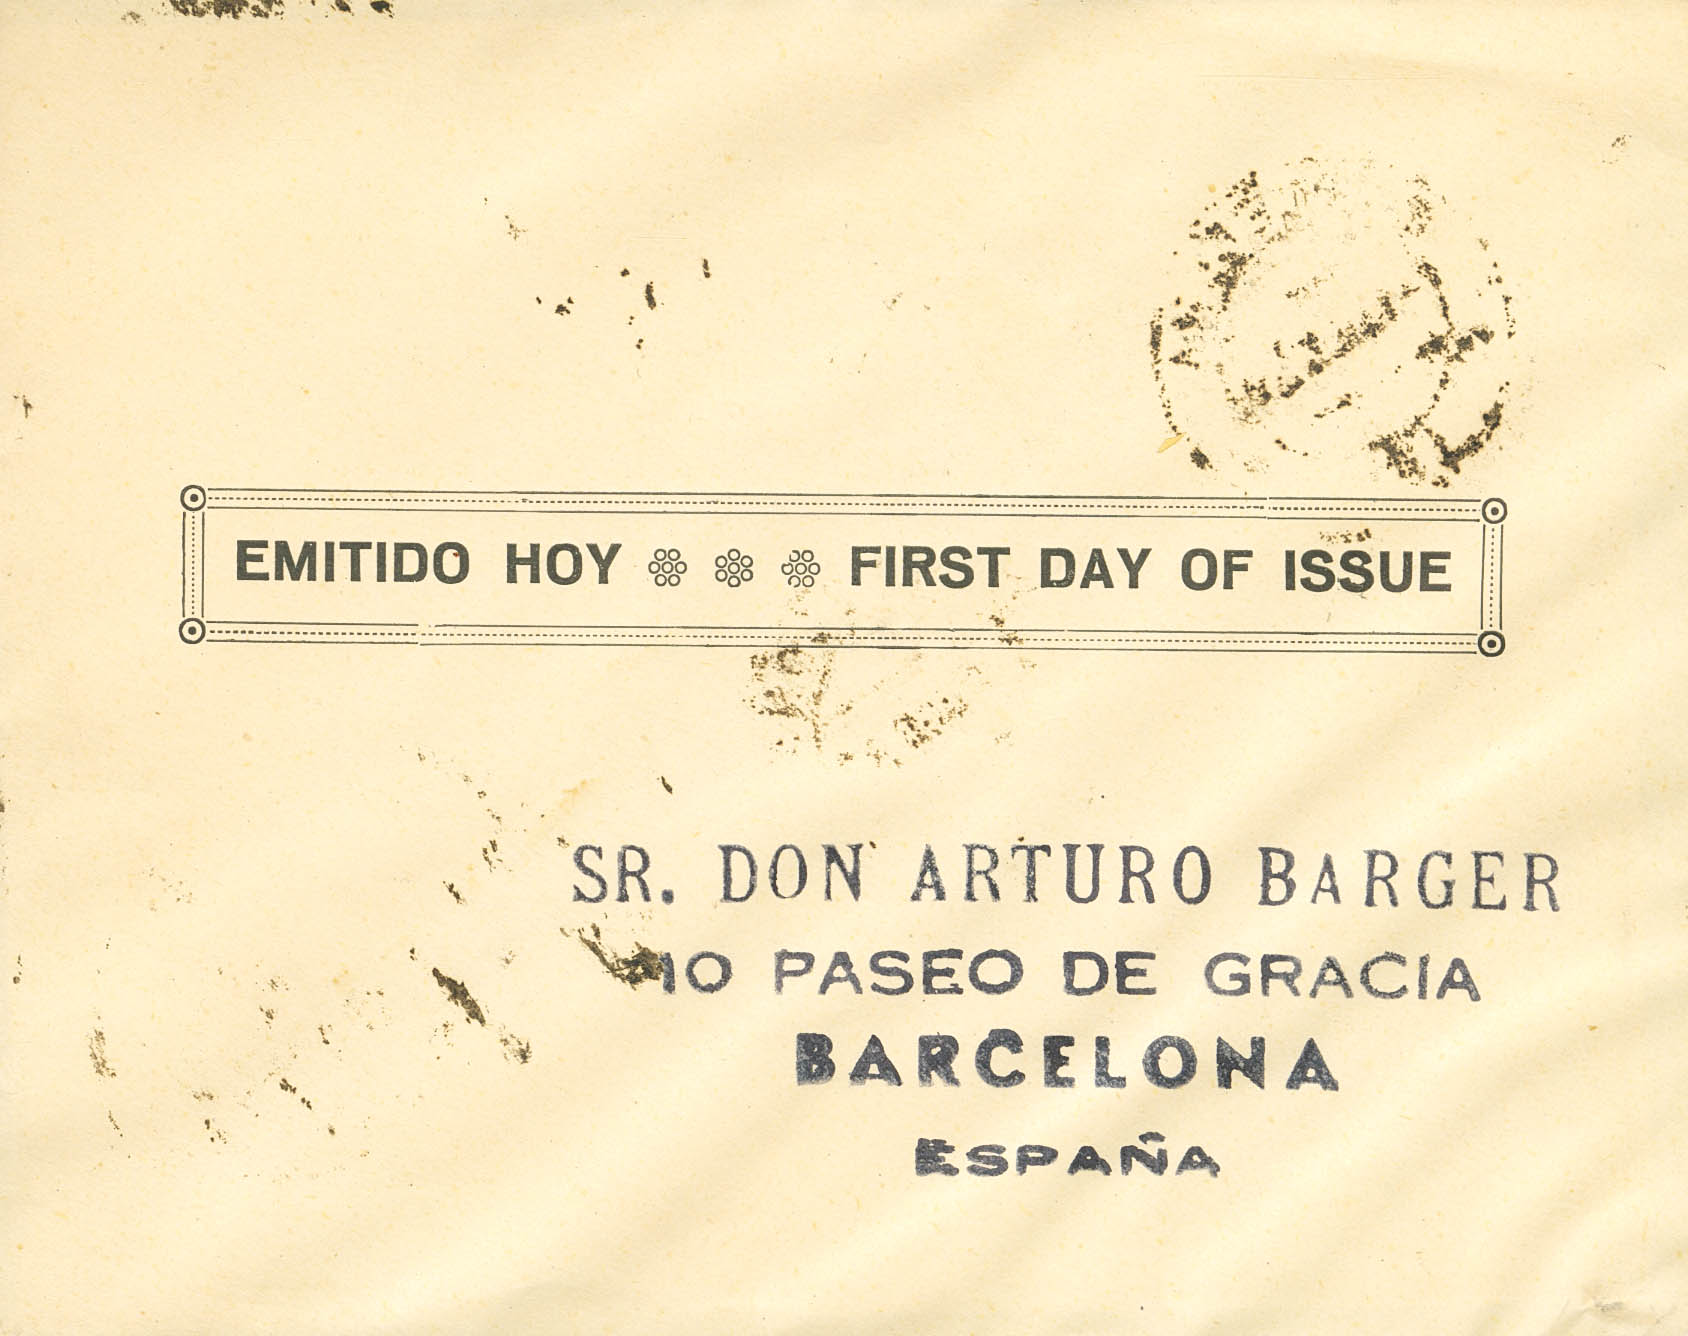 EMITIDO HOY FIRST DAY OF ISSUE
SR. DON ARTURO BARGER
10 PASEO DE GRACIA
BARCELONA
ESPAÑA